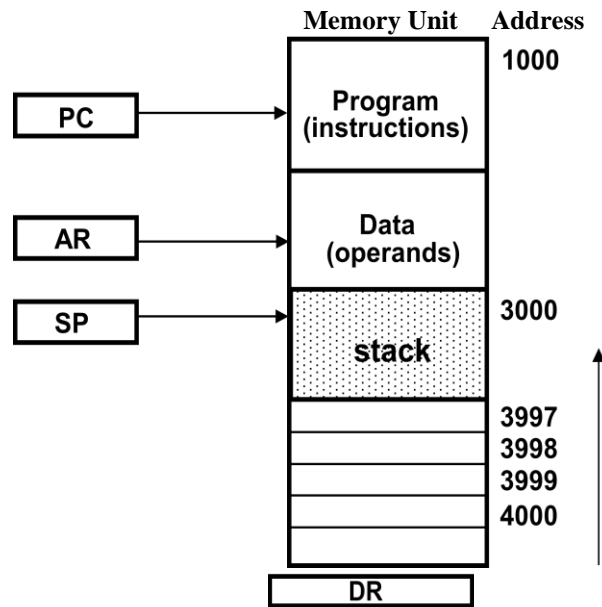 Memory Unit Address
1000
Program
(instructions)
PC
Data
(operands)
AR
3000
SP
stack
3997
3998
3999
4000
DR